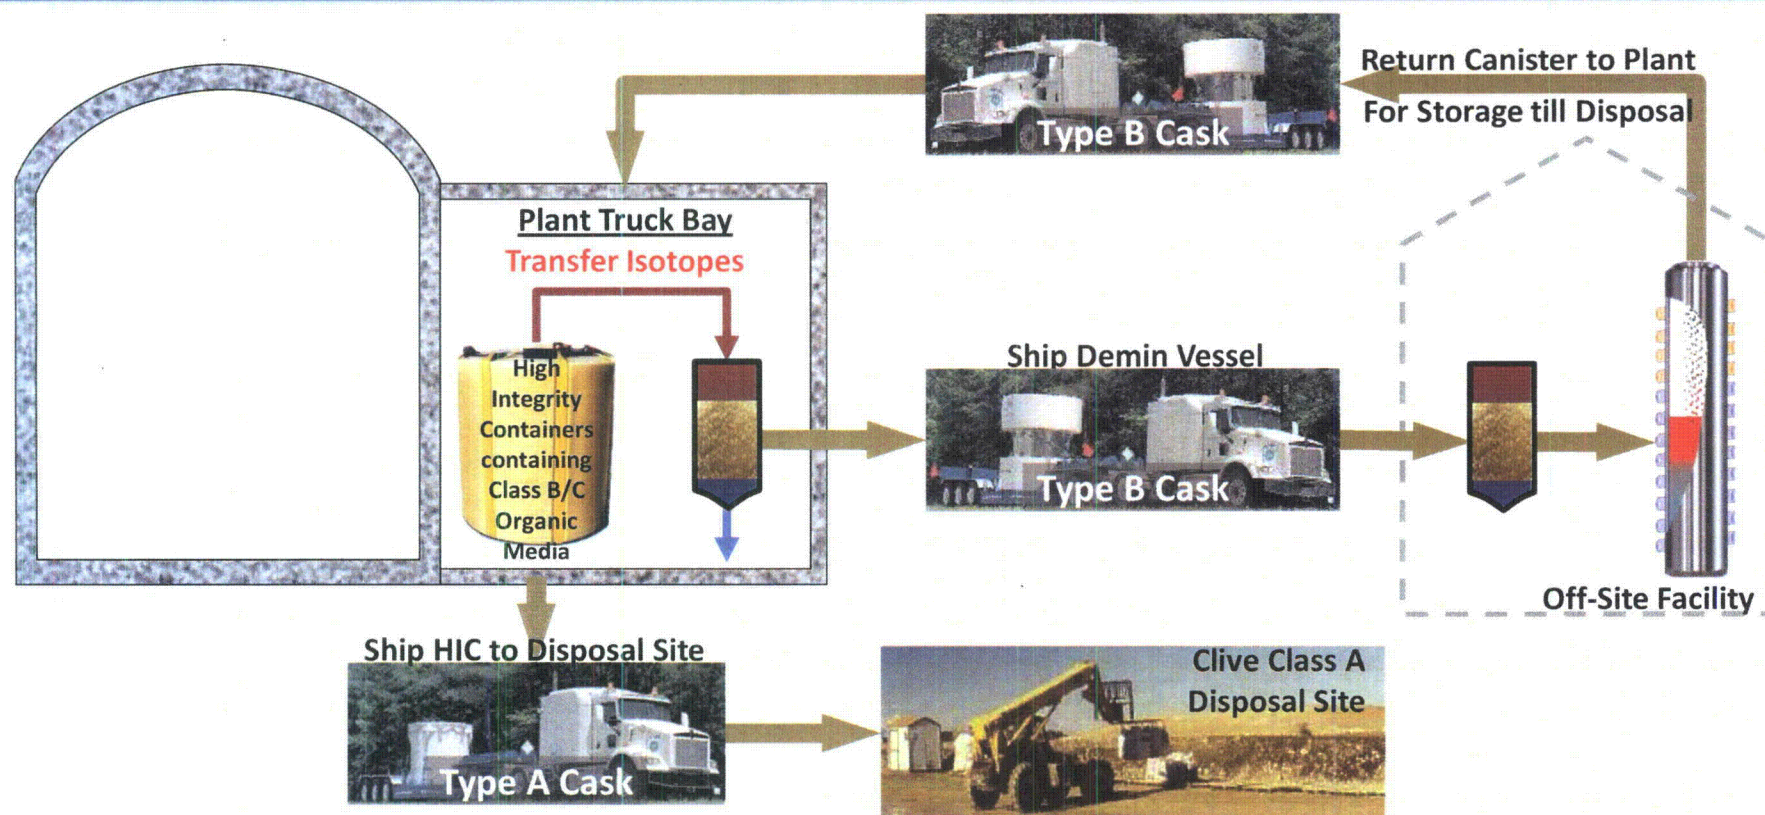 Return Canister to Plant
For Storage till Disposal
Type B Cask
Plant Truck Bay
Transfer Isotopes
High
Integrity
Containers
containing
Class B/C
Organic
Media
Ship Demin Vessel
Type B Cask
Off-Site Facility
Ship HIC to Disposal Site
Type A Cask
Clive Class A
Disposal Site